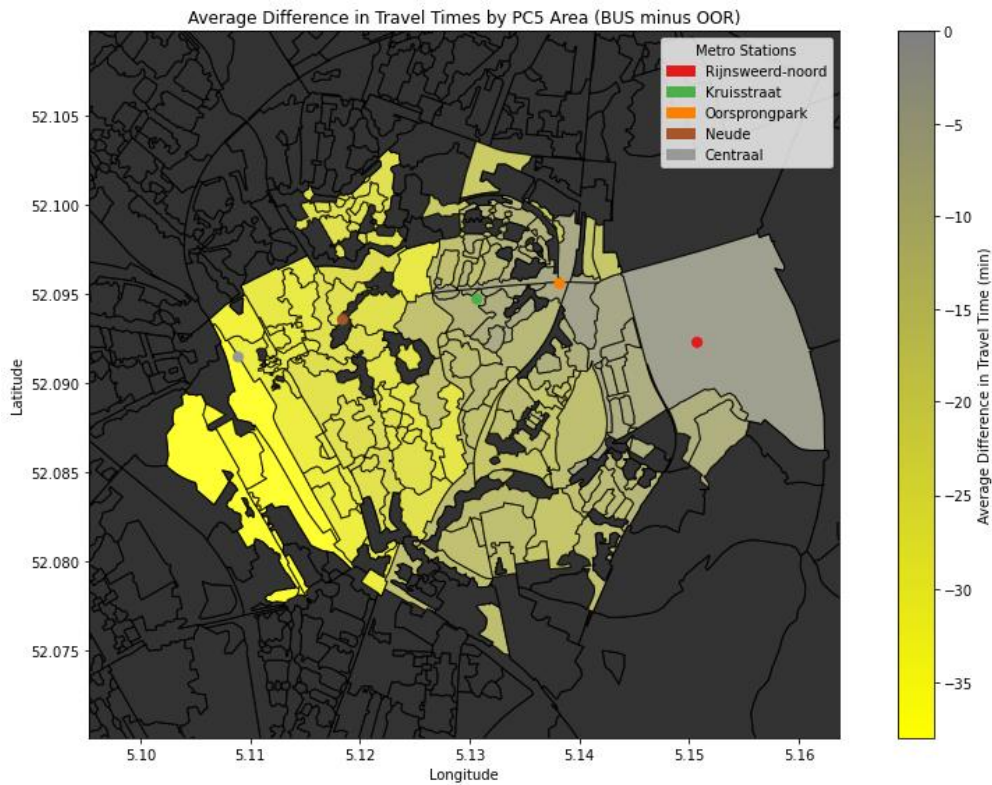 Average Difference in Travel Times by PC5 Area (BUS minus OOR)
Metro Stations
Rijnsweerd-noord
Kruisstraat
Oorsprongpark
Neude
Centraal
52.105
52.100
52.095
52.090
52.085
52.080
52.075
Latitude
5.10 5.11 5.12 5.13 5.14 5.15 5.16
Longitude
0
−5
−10
−15
−20
−25
−30
−35
Average Difference in Travel Time (min)